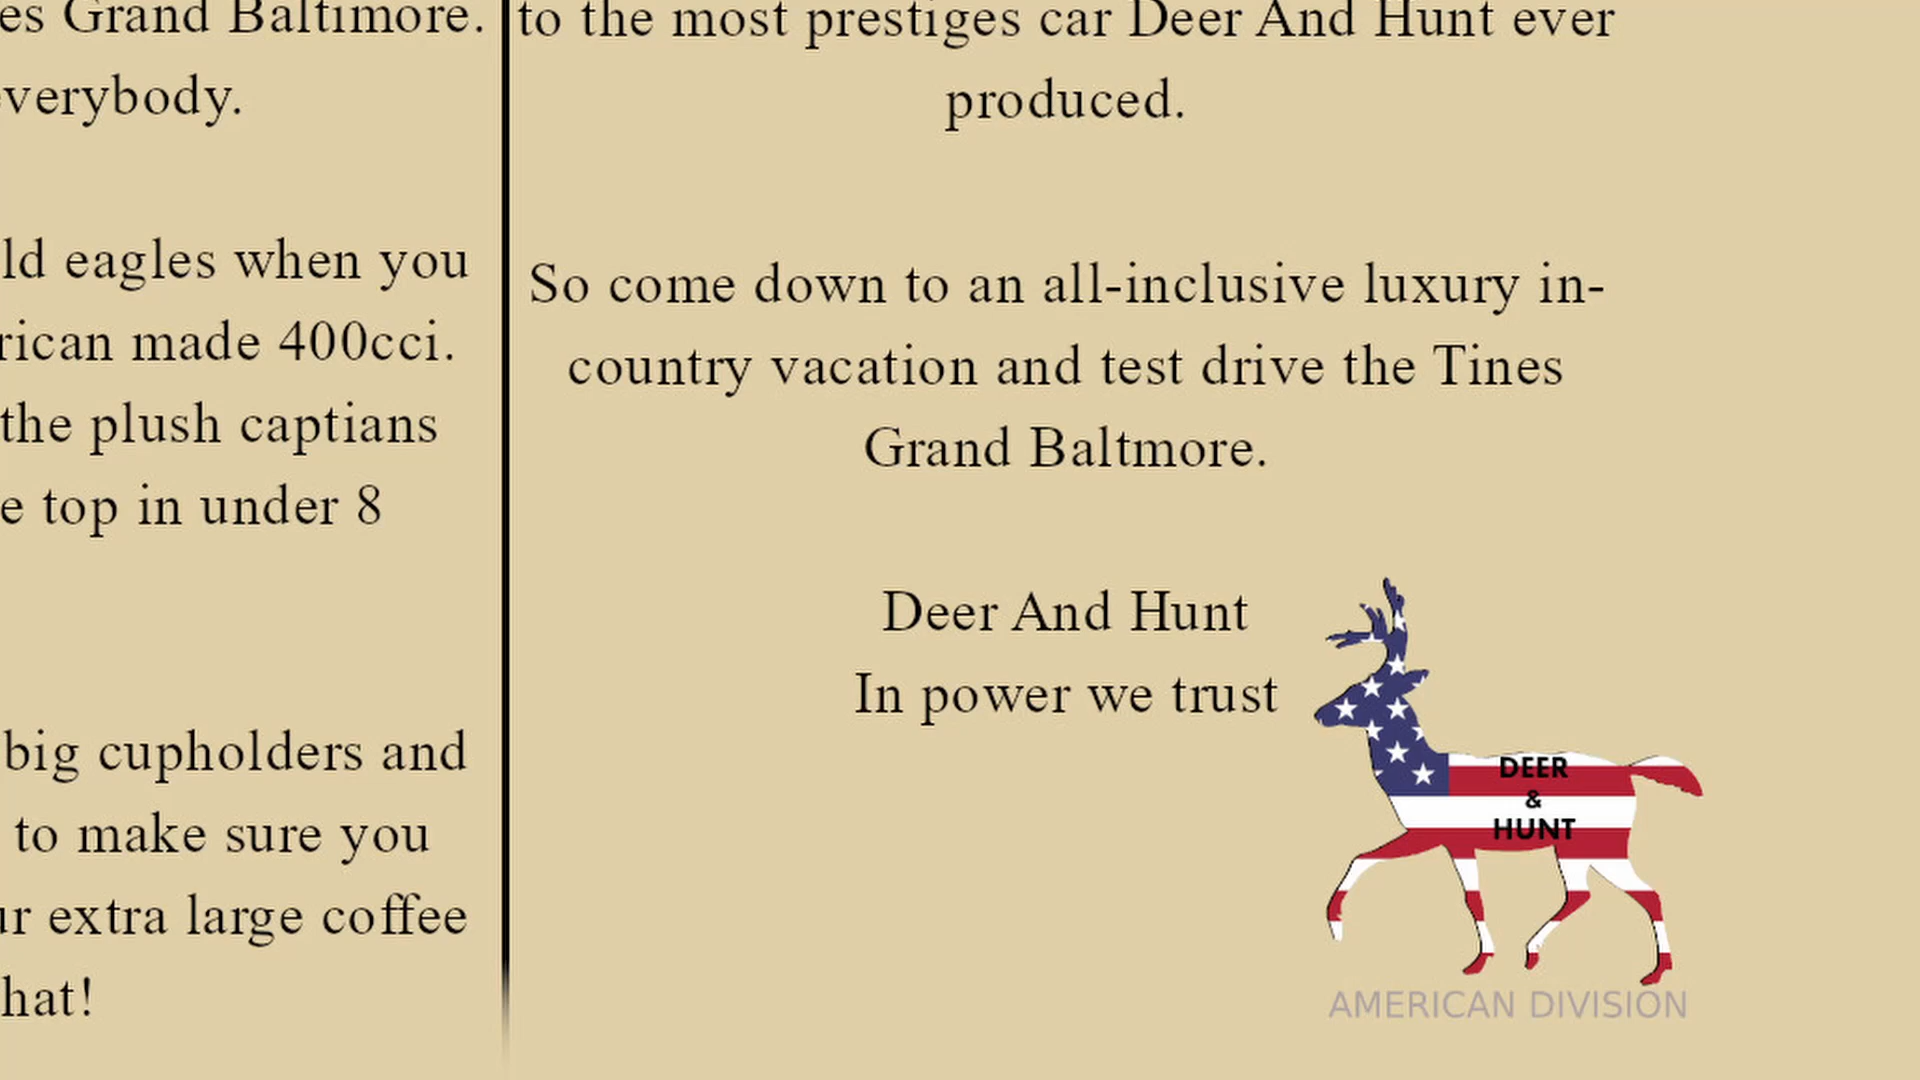 es Grand Baltimore.
verybody.
ld eagles when you
rican made 400cci.
the plush captians
e top in under 8
big cupholders and
to make sure you
ur extra large coffee
hat!
to the most prestiges car Deer And Hunt ever
produced.
So come down to an all-inclusive luxury in-
country vacation and test drive the Tines
Grand Baltmore.
Deer And Hunt
In power we trust
DEER
&
HUNT
AMERICAN DIVISION